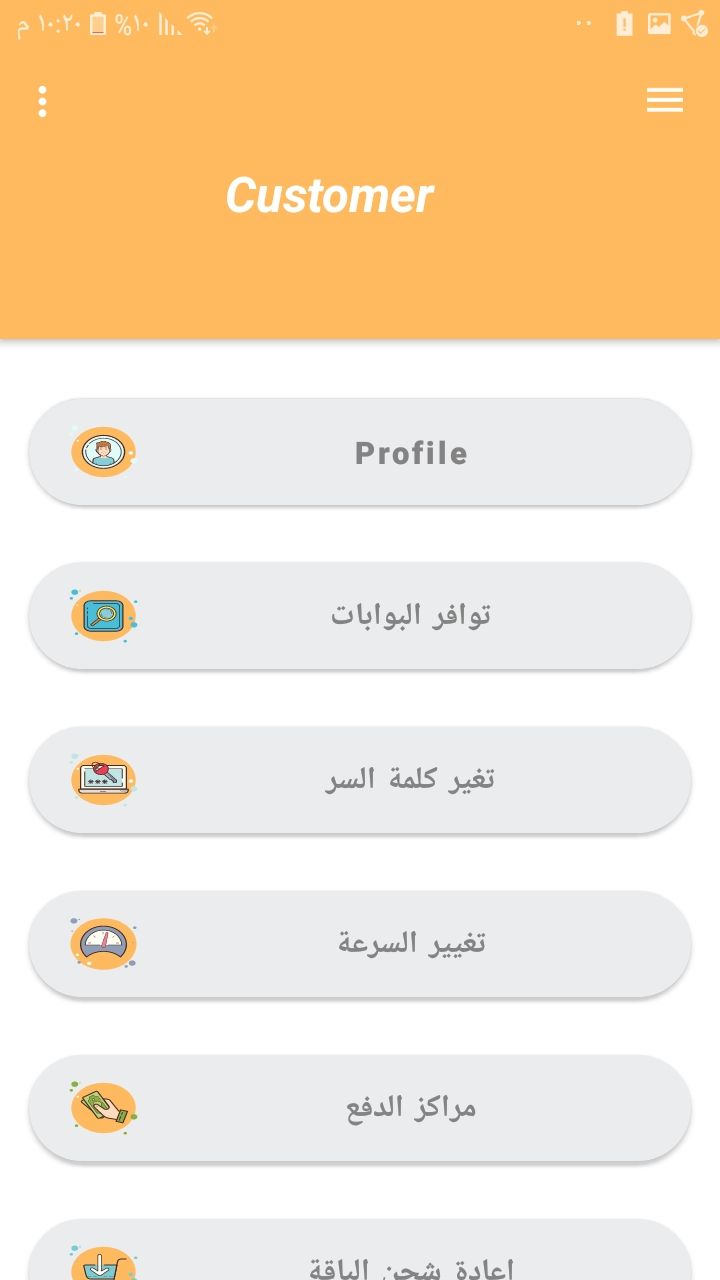 ١٠:٢٠ م
%١٠
Customer
Profile
توافر البوابات
تغير كلمة السر
تغيير السرعة
مراكز الدفع
اعادة شحن الباقة